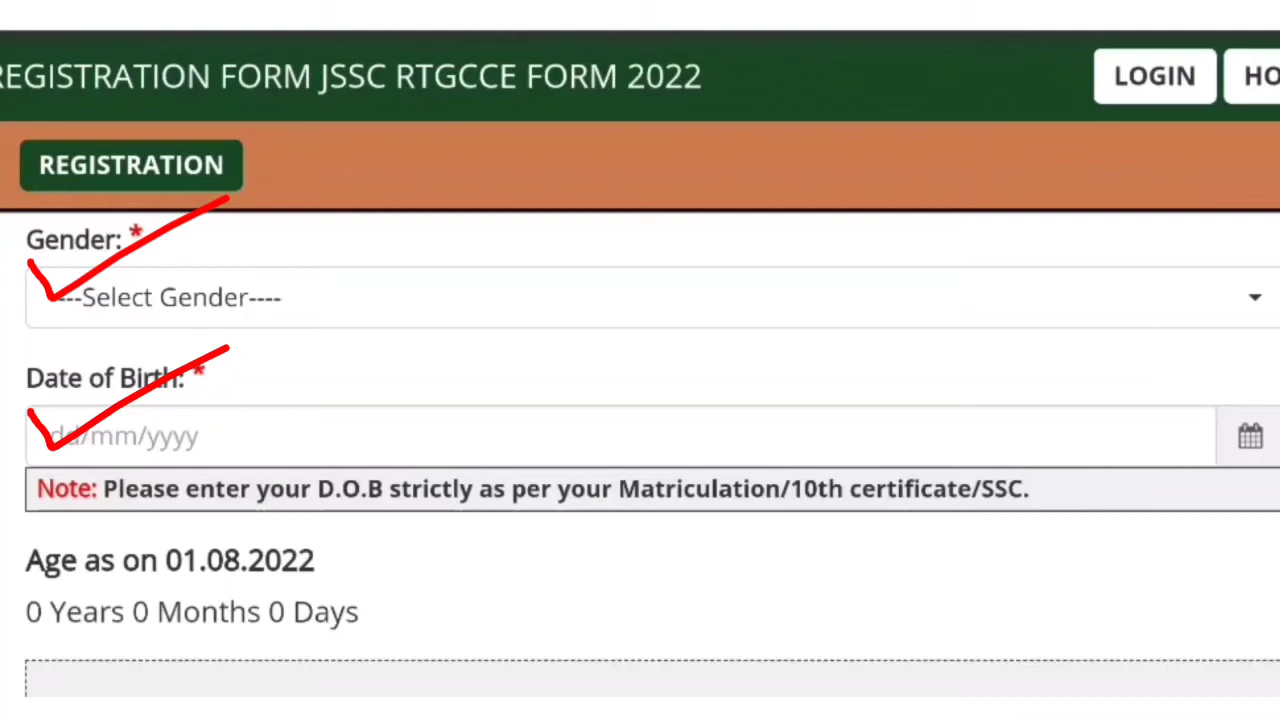 REGISTRATION FORM JSSC RTGCCE FORM 2022
LOGIN
HO
REGISTRATION
Gender: *
----Select Gender----
Date of Birth: *
dd/mm/yyyy
Note: Please enter your D.O.B strictly as per your Matriculation/10th certificate/SSC.
Age as on 01.08.2022
0 Years 0 Months 0 Days